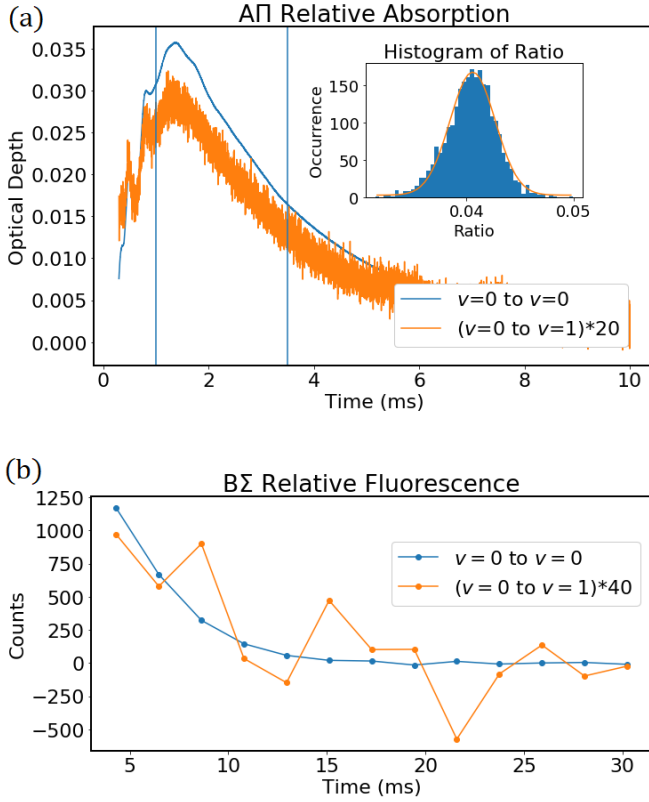 (a)
AΠ Relative Absorption
Optical Depth
0.035
0.030
0.025
0.020
0.015
0.010
0.005
0.000
0
2
4
6
8
10
Time (ms)
Histogram of Ratio
Occurrence
150
100
50
0
0.04
0.05
Ratio
v=0 to v=0
(v=0 to v=1)*20
(b)
BΣ Relative Fluorescence
Counts
1250
1000
750
500
250
0
−250
−500
5
10
15
20
25
30
Time (ms)
v = 0 to v = 0
(v = 0 to v = 1)*40